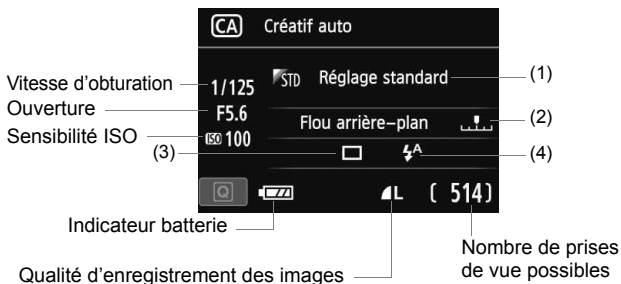 CA Créatif auto
Vitesse d'obturation 1/125 STD Réglage standard (1)
Ouverture F5.6 Flou arrière-plan (2)
Sensibilité ISO ISO 100
(3) A (4)
Q L ( 514)
Indicateur batterie
Nombre de prises
de vue possibles
Qualité d'enregistrement des images